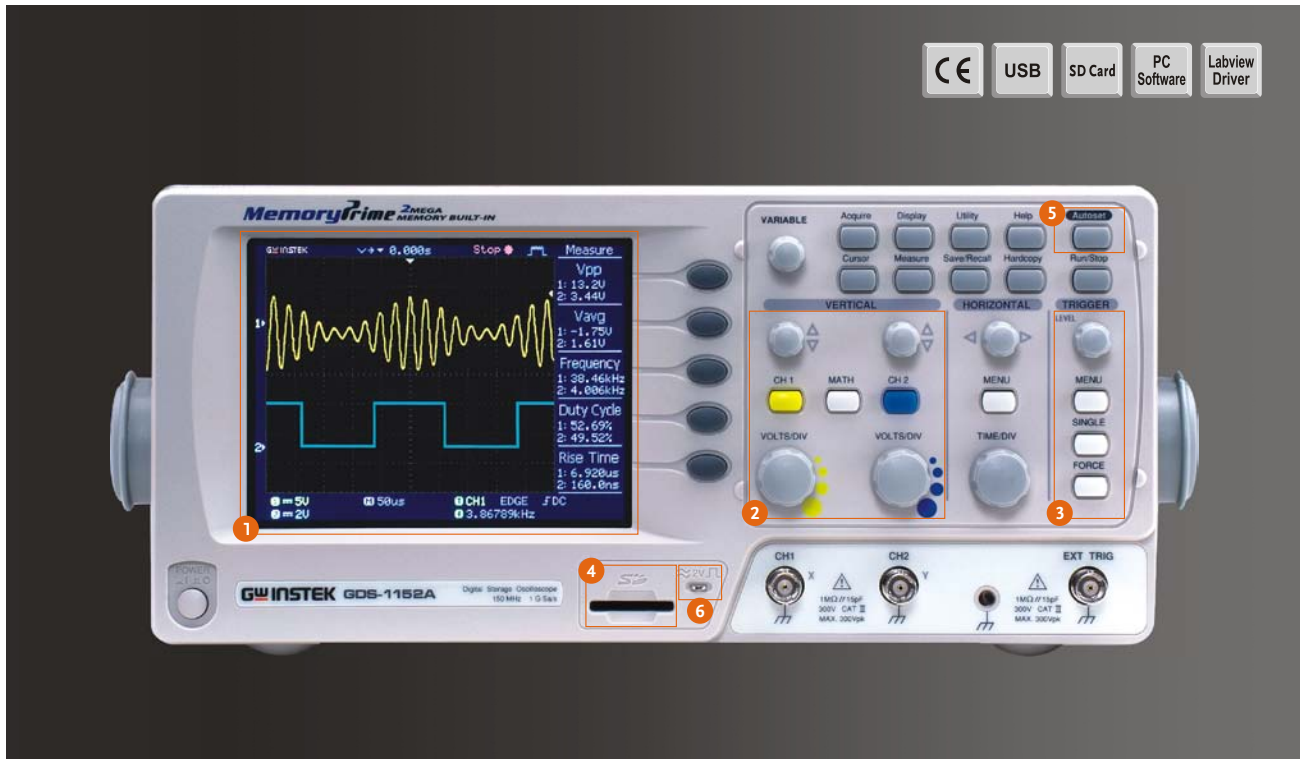 CE
USB
SD Card
PC
Software
Labview
Driver
MemoryPrime 2 MEGA
MEMORY BUILT-IN
GW INSTEK 0.000s Stop
Measure
Vpp
1: 13.2V
2: 3.44V
Vavg
1: -1.75V
2: 1.61V
Frequency
1: 38.46kHz
2: 4.006kHz
Duty Cycle
1: 52.69%
2: 49.52%
Rise Time
1: 6.920us
2: 160.0ns
1
2
1 5V M 50us T CH1 EDGE DC
2 2V 3.86789kHz
1
VARIABLE
Acquire Display Utility Help 5 Autoset
Cursor Measure Save/Recall Hardcopy Run/Stop
VERTICAL HORIZONTAL TRIGGER
LEVEL
CH 1 MATH CH 2 MENU MENU
SINGLE
VOLTS/DIV VOLTS/DIV TIME/DIV
FORCE
2 3
POWER
GW INSTEK GDS-1152A Digital Storage Oscilloscope
150 MHz 1 G Sa/s
4 SD
2V
6
CH1 X CH2 Y EXT TRIG
1MΩ//15pF
300V CAT II
MAX. 300Vpk
1MΩ//15pF
300V CAT II
MAX. 300Vpk